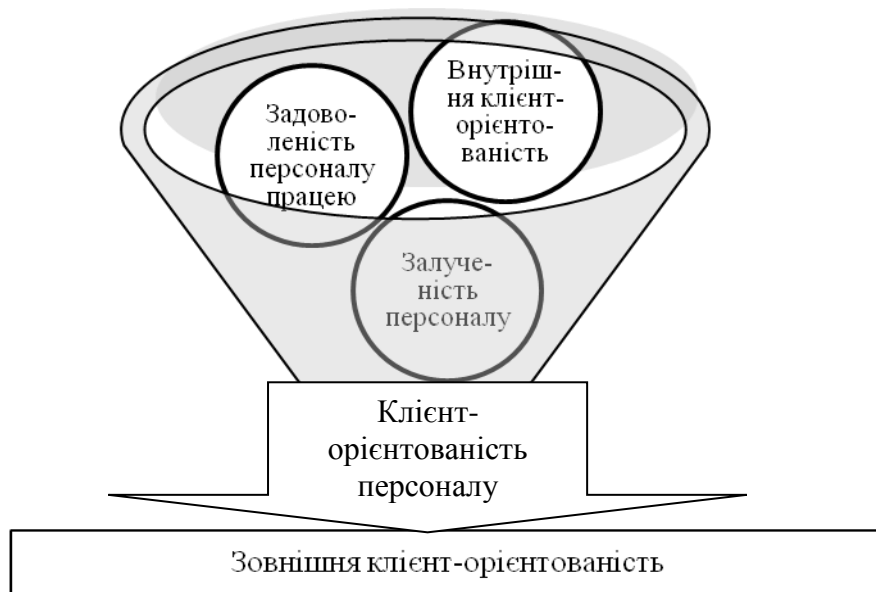 Внутріш-
ня клієнт-
орієнто-
ваність
Задово-
леність
персоналу
працею
Залуче-
ність
персоналу
Клієнт-
орієнтованість
персоналу
Зовнішня клієнт-орієнтованість